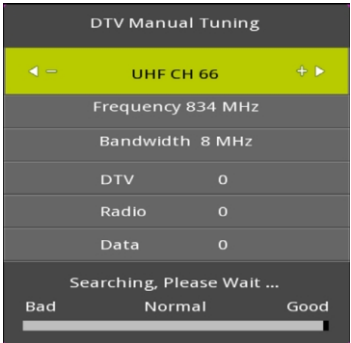 DTV Manual Tuning
UHF CH 66
Frequency 834 MHz
Bandwidth 8 MHz
DTV 0
Radio 0
Data 0
Searching, Please Wait ...
Bad Normal Good